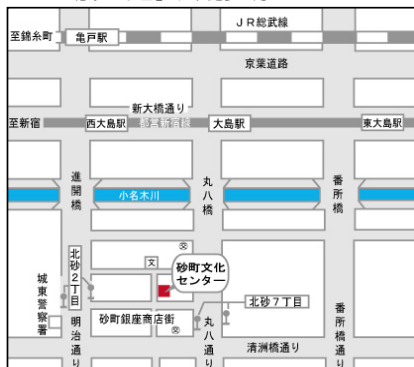 JR総武線
至錦糸町
亀戸駅
京葉道路
新大橋通り
至新宿
西大島駅
都営新宿線
大島駅
東大島駅
進開橋
小名木川
丸八橋
番所橋
文
北砂2丁目
砂町文化
センター
城東警察署
北砂7丁目
砂町銀座商店街
明治通り
丸八通り
清洲橋通り
番所橋通り